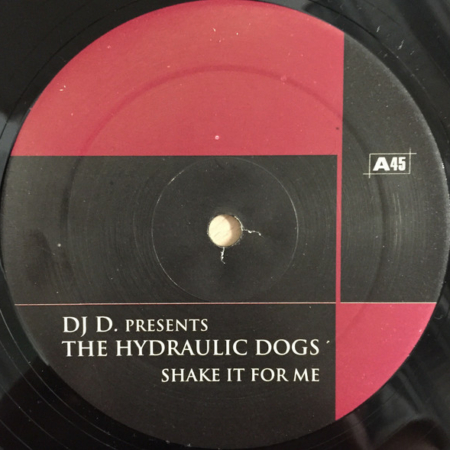 A45
DJ D. PRESENTS
THE HYDRAULIC DOGS
SHAKE IT FOR ME